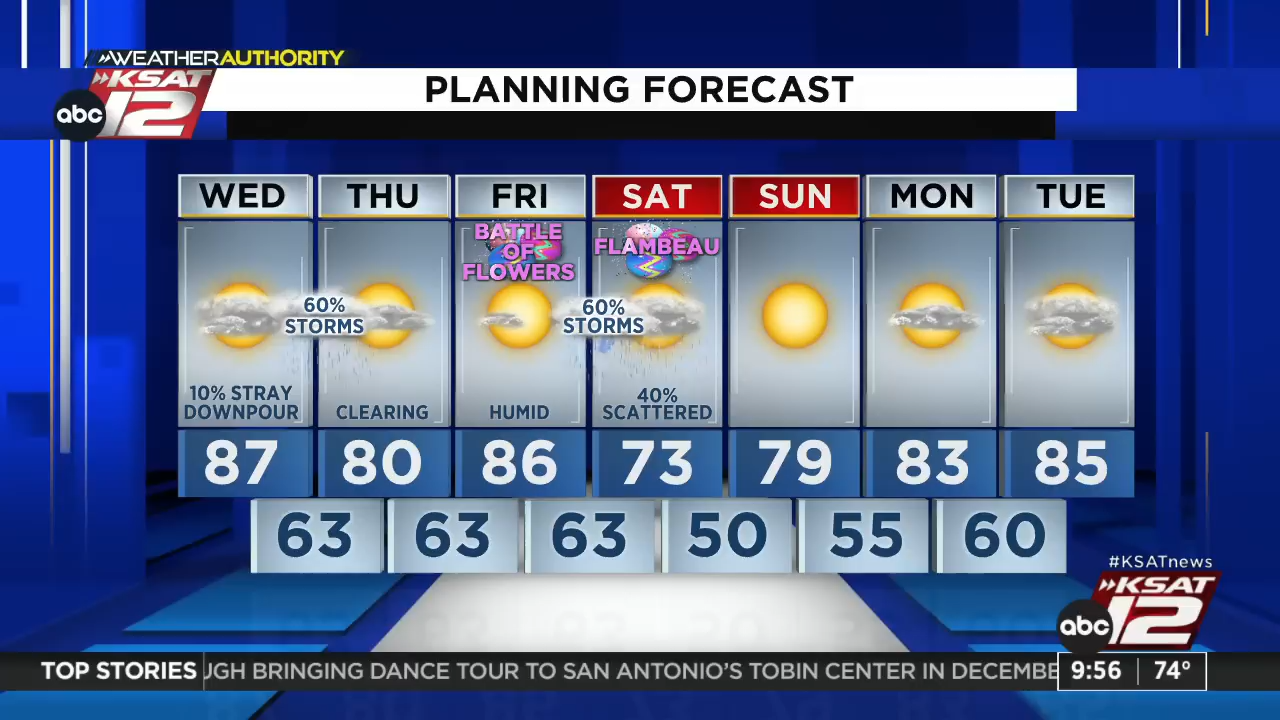 WEATHERAUTHORITY
KSAT
abc 12
PLANNING FORECAST
WED THU FRI SAT SUN MON TUE
BATTLE
OF
FLOWERS
FLAMBEAU
60%
STORMS
60%
STORMS
10% STRAY
DOWNPOUR
CLEARING
HUMID
40%
SCATTERED
87 80 86 73 79 83 85
63 63 63 50 55 60
#KSATnews
KSAT
abc 12
TOP STORIES UGH BRINGING DANCE TOUR TO SAN ANTONIO'S TOBIN CENTER IN DECEMBE 9:56 74°